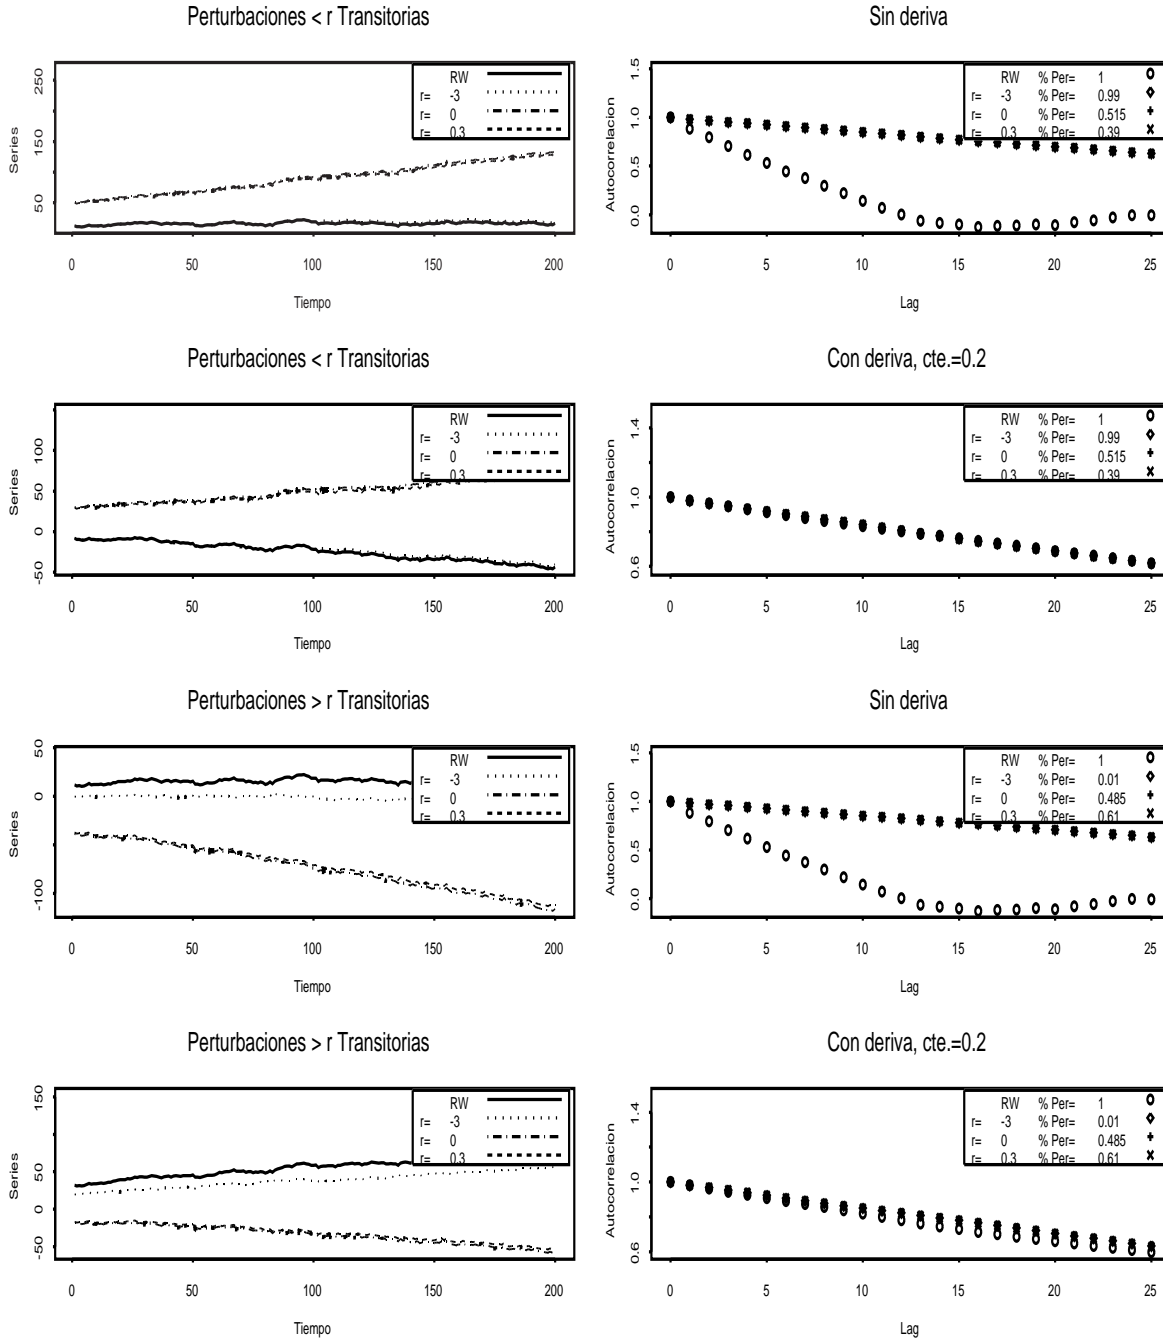 Perturbaciones < r Transitorias
Series
50 150 250
RW
r= -3
r= 0
r= 0.3
0 50 100 150 200
Tiempo
Sin deriva
Autocorrelacion
0.0 0.5 1.0 1.5
RW % Per= 1
r= -3 % Per= 0.99
r= 0 % Per= 0.515
r= 0.3 % Per= 0.39
0 5 10 15 20 25
Lag
Perturbaciones < r Transitorias
Series
-50 0 50 100
RW
r= -3
r= 0
r= 0.3
0 50 100 150 200
Tiempo
Con deriva, cte.=0.2
Autocorrelacion
0.6 1.0 1.4
RW % Per= 1
r= -3 % Per= 0.99
r= 0 % Per= 0.515
r= 0.3 % Per= 0.39
0 5 10 15 20 25
Lag
Perturbaciones > r Transitorias
Series
-100 0 50
RW
r= -3
r= 0
r= 0.3
0 50 100 150 200
Tiempo
Sin deriva
Autocorrelacion
0.0 0.5 1.0 1.5
RW % Per= 1
r= -3 % Per= 0.01
r= 0 % Per= 0.485
r= 0.3 % Per= 0.61
0 5 10 15 20 25
Lag
Perturbaciones > r Transitorias
Series
-50 0 50 150
RW
r= -3
r= 0
r= 0.3
0 50 100 150 200
Tiempo
Con deriva, cte.=0.2
Autocorrelacion
0.6 1.0 1.4
RW % Per= 1
r= -3 % Per= 0.01
r= 0 % Per= 0.485
r= 0.3 % Per= 0.61
0 5 10 15 20 25
Lag